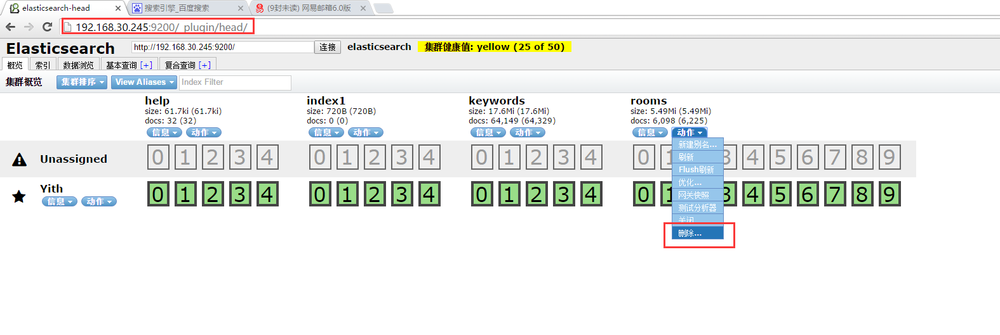 elasticsearch-head
搜索引擎_百度搜索
(9封未读) 网易邮箱6.0版
192.168.30.245:9200/_plugin/head/
Elasticsearch
http://192.168.30.245:9200/
连接
elasticsearch
集群健康值: yellow (25 of 50)
概览 索引 数据浏览 基本查询 [+] 复合查询 [+]
集群概览 集群排序 View Aliases Index Filter
help index1 keywords rooms
size: 61.7ki (61.7ki) size: 720B (720B) size: 17.6Mi (17.6Mi) size: 5.49Mi (5.49Mi)
docs: 32 (32) docs: 0 (0) docs: 64,149 (64,329) docs: 6,098 (6,225)
信息 动作 信息 动作 信息 动作 信息 动作
新建别名...
刷新
Flush刷新
优化...
网关快照
测试分析器
关闭
删除...
Unassigned 0 1 2 3 4 0 1 2 3 4 0 1 2 3 4 0 1 3 4 5 6 7 8 9
Yith 0 1 2 3 4 0 1 2 3 4 0 1 2 3 4 0 1 3 4 5 6 7 8 9
信息 动作